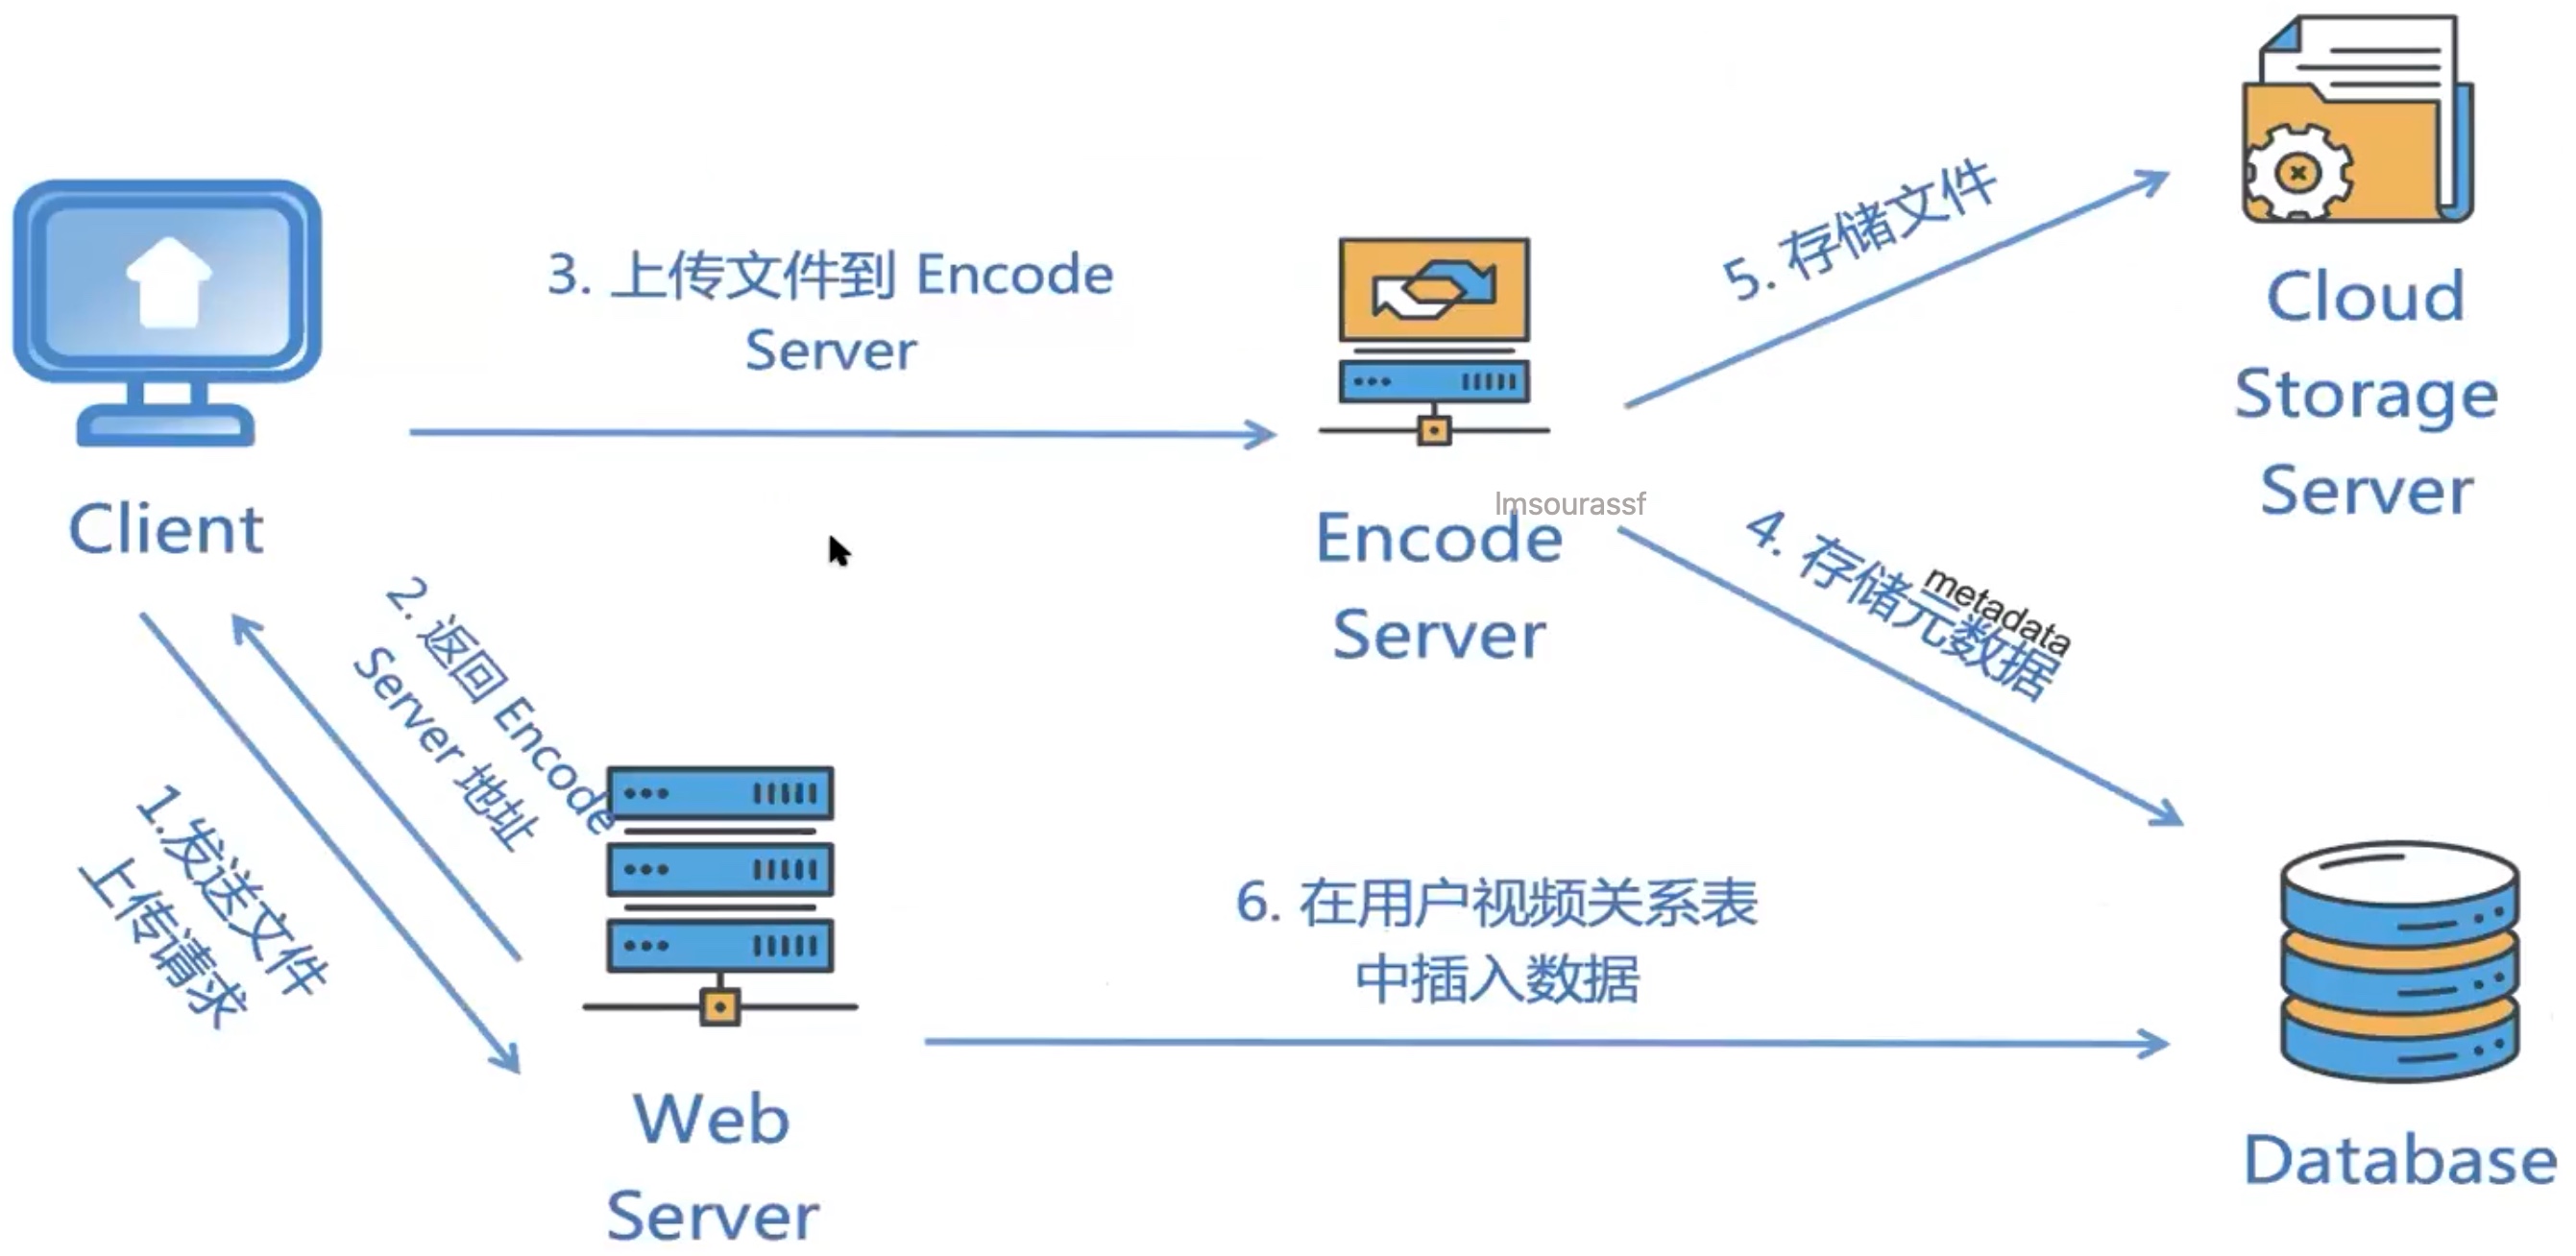 3. 上传文件到 Encode
Server
5. 存储文件
Cloud
Storage
Server
Client
Imsourassf
Encode
Server
4. 存储元数据
metadata
2. 返回 Encode
Server 地址
1.发送文件
上传请求
6. 在用户视频关系表
中插入数据
Web
Server
Database